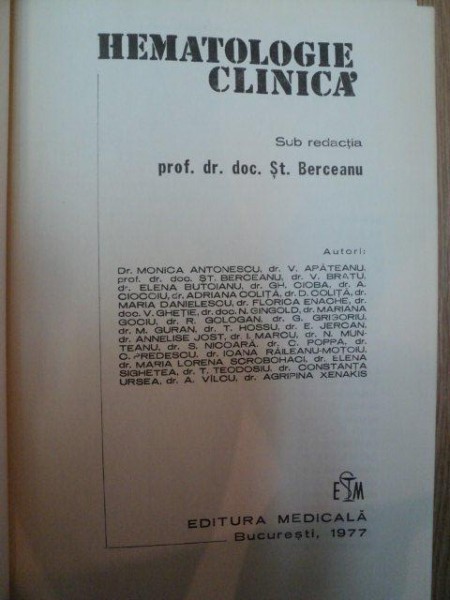 HEMATOLOGIE
CLINICĂ
Sub redacția
prof. dr. doc. Șt. Berceanu
Autori:
Dr. MONICA ANTONESCU, dr. V. APĂTEANU,
prof. dr. doc. ȘT. BERCEANU, dr. V. BRATU,
dr. ELENA BUTOIANU, dr. GH. CIOBA, dr. A.
CIOCCIU, dr. ADRIANA COLIȚĂ, dr. D. COLIȚĂ, dr.
MARIA DANIELESCU, dr. FLORICA ENACHE, dr.
doc. V. GHEȚIE, dr. doc. N. GINGOLD, dr. MARIANA
GOCIU, dr. R. GOLOGAN, dr. G. GRIGORIU,
dr. M. GURAN, dr. T. HOSSU, dr. E. JERCAN,
dr. ANNELISE JOST, dr. I. MARCU, dr. N. MUN-
TEANU, dr. S. NICOARĂ, dr. C. POPPA, dr.
C. PREDESCU, dr. IOANA RĂILEANU-MOTOIU,
dr. MARIA LORENA SCROBOHACI, dr. ELENA
SIGHETEA, dr. T. TEODOSIU, dr. CONSTANȚA
URSEA, dr. A. VÎLCU, dr. AGRIPINA XENAKIS
EM
EDITURA MEDICALĂ
București, 1977